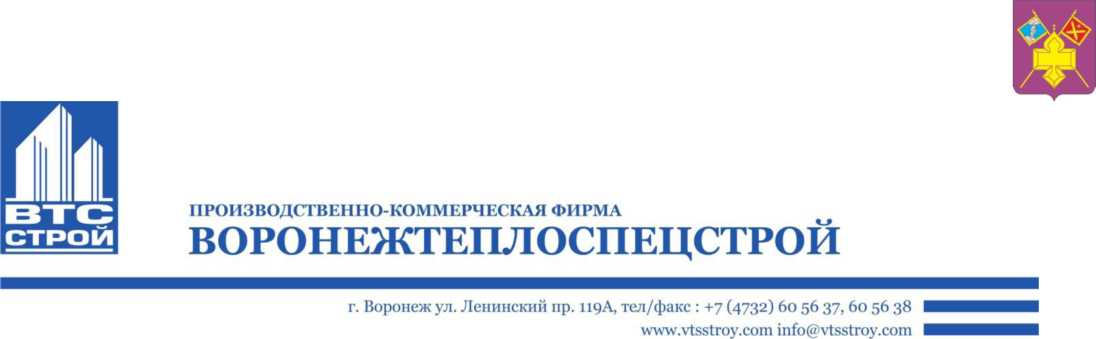 ВТС
СТРОЙ
ПРОИЗВОДСТВЕННО-КОММЕРЧЕСКАЯ ФИРМА
ВОРОНЕЖТЕПЛОСПЕЦСТРОЙ
г. Воронеж ул. Ленинский пр. 119А, тел/факс : +7 (4732) 60 56 37, 60 56 38
www.vtsstroy.com info@vtsstroy.com